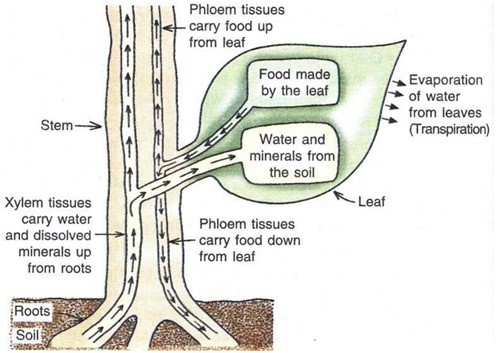 Phloem tissues
carry food up
from leaf
Food made
by the leaf
Evaporation
of water
from leaves
(Transpiration)
Stem
Water and
minerals from
the soil
Leaf
Xylem tissues
carry water
and dissolved
minerals up
from roots
Phloem tissues
carry food down
from leaf
Roots
Soil